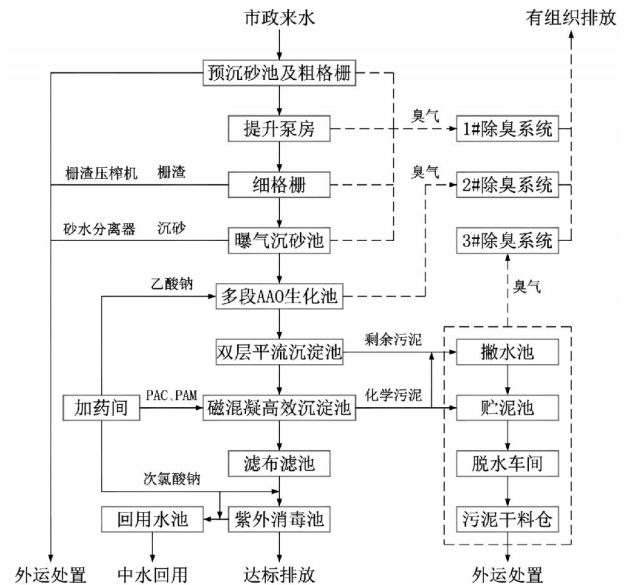 市政来水
有组织排放
预沉砂池及粗格栅
提升泵房
臭气
1#除臭系统
栅渣压榨机
栅渣
细格栅
臭气
2#除臭系统
砂水分离器
沉砂
曝气沉砂池
3#除臭系统
乙酸钠
多段AAO生化池
臭气
双层平流沉淀池
剩余污泥
撇水池
加药间
PAC、PAM
磁混凝高效沉淀池
化学污泥
贮泥池
滤布滤池
脱水车间
次氯酸钠
回用水池
紫外消毒池
污泥干料仓
外运处置
中水回用
达标排放
外运处置